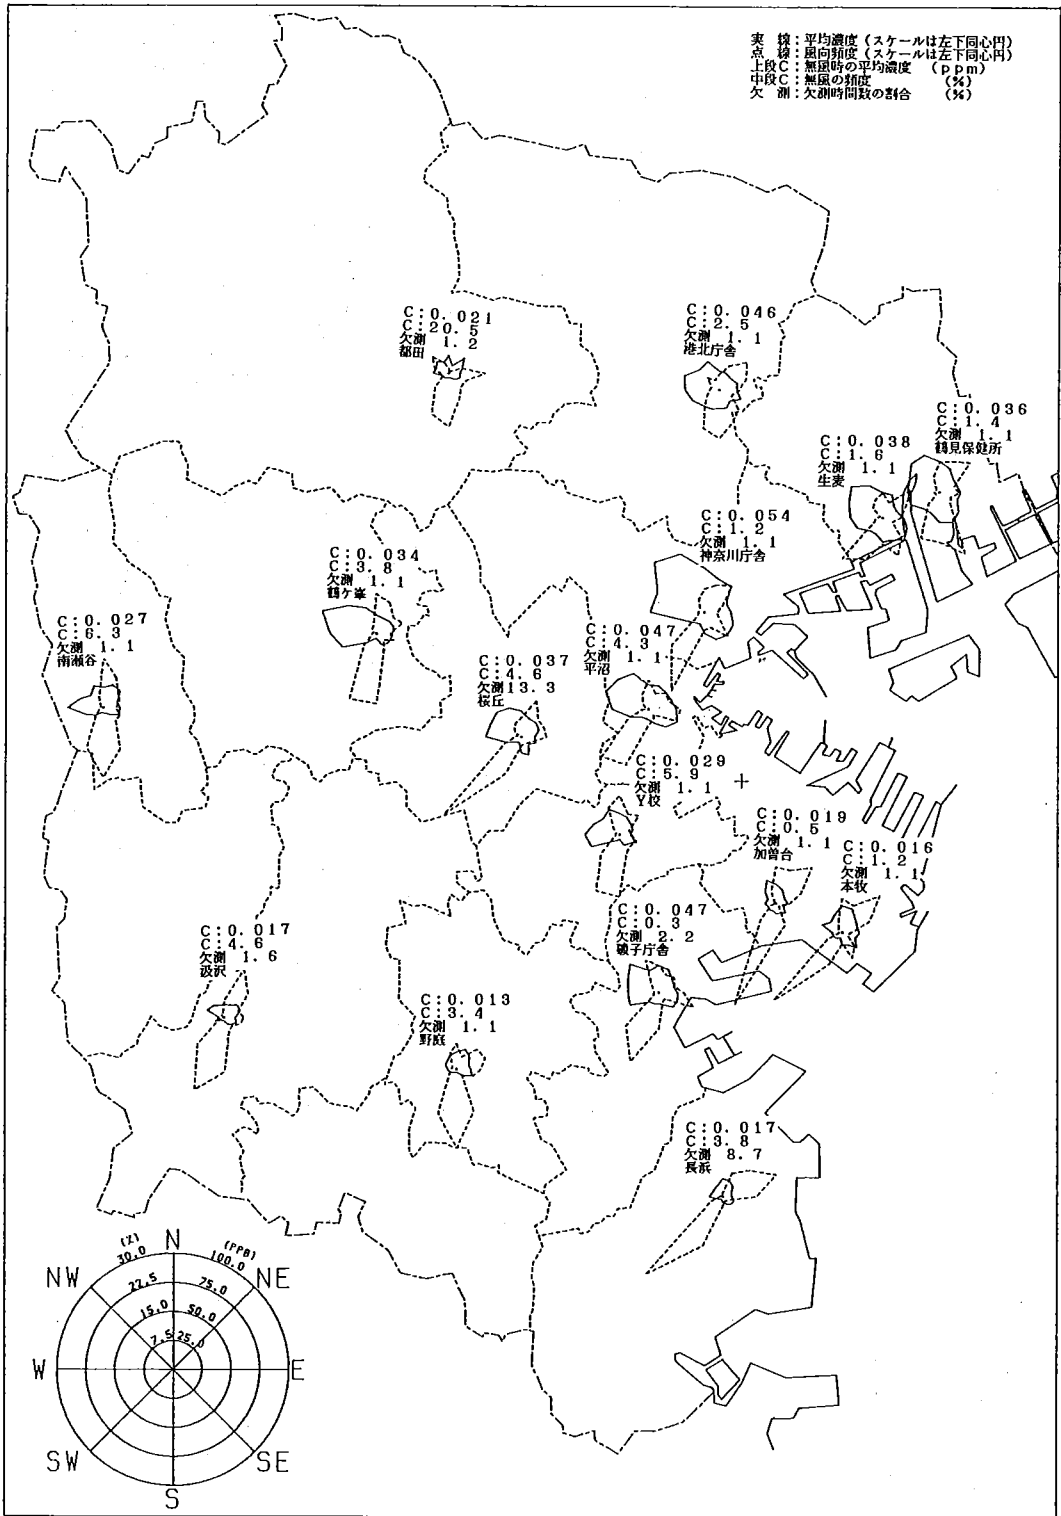 実　線：平均濃度（スケールは左下同心円）
点　線：風向頻度（スケールは左下同心円）
上段C：無風時の平均濃度　（ppm）
中段C：無風の頻度　（%）
欠　測：欠測時間数の割合　（%）
C:0.021
C:20.5
欠測 1.2
都田
C:0.046
C:2.5
欠測 1.1
港北庁舎
C:0.036
C:1.4
欠測 1.1
鶴見保健所
C:0.038
C:1.6
欠測 1.1
生麦
C:0.054
C:1.2
欠測 1.1
神奈川庁舎
C:0.034
C:3.8
欠測 1.1
鶴ケ峯
C:0.027
C:6.3
欠測 1.1
南瀬谷
C:0.047
C:4.3
欠測 1.1
平沼
C:0.037
C:4.6
欠測13.3
桜丘
C:0.029
C:5.9
欠測 1.1
Y校
C:0.019
C:0.5
欠測 1.1
加曽台
C:0.016
C:1.2
欠測 1.1
本牧
C:0.047
C:0.3
欠測 2.2
磯子庁舎
C:0.017
C:4.6
欠測 1.6
汲沢
C:0.013
C:3.4
欠測 1.1
野庭
C:0.017
C:3.8
欠測 8.7
長浜
(%)
30.0
N
(PPB)
100.0
NW
22.5
75.0
NE
15.0
50.0
7.5
25.0
W
E
SW
SE
S